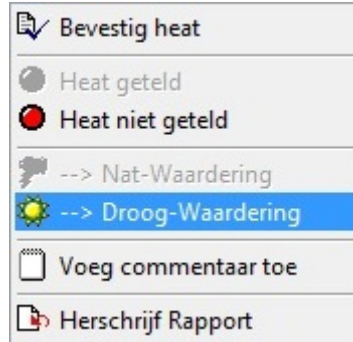 Bevestig heat
Heat geteld
Heat niet geteld
--> Nat-Waardering
--> Droog-Waardering
Voeg commentaar toe
Herschrijf Rapport